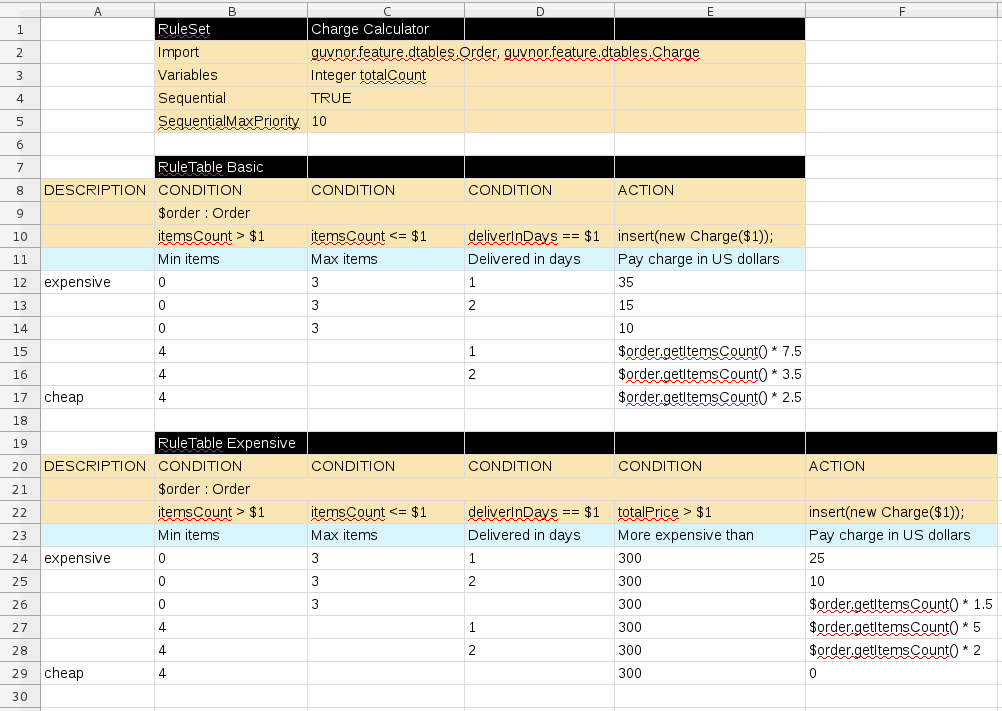 A B C D E F
1 RuleSet Charge Calculator
2 Import guvnor.feature.dtables.Order, guvnor.feature.dtables.Charge
3 Variables Integer totalCount
4 Sequential TRUE
5 SequentialMaxPriority 10
6
7 RuleTable Basic
8 DESCRIPTION CONDITION CONDITION CONDITION ACTION
9 $order : Order
10 itemsCount > $1 itemsCount <= $1 deliverInDays == $1 insert(new Charge($1));
11 Min items Max items Delivered in days Pay charge in US dollars
12 expensive 0 3 1 35
13 0 3 2 15
14 0 3 10
15 4 1 $order.getItemsCount() * 7.5
16 4 2 $order.getItemsCount() * 3.5
17 cheap 4 $order.getItemsCount() * 2.5
18
19 RuleTable Expensive
20 DESCRIPTION CONDITION CONDITION CONDITION CONDITION ACTION
21 $order : Order
22 itemsCount > $1 itemsCount <= $1 deliverInDays == $1 totalPrice > $1 insert(new Charge($1));
23 Min items Max items Delivered in days More expensive than Pay charge in US dollars
24 expensive 0 3 1 300 25
25 0 3 2 300 10
26 0 3 300 $order.getItemsCount() * 1.5
27 4 1 300 $order.getItemsCount() * 5
28 4 2 300 $order.getItemsCount() * 2
29 cheap 4 300 0
30